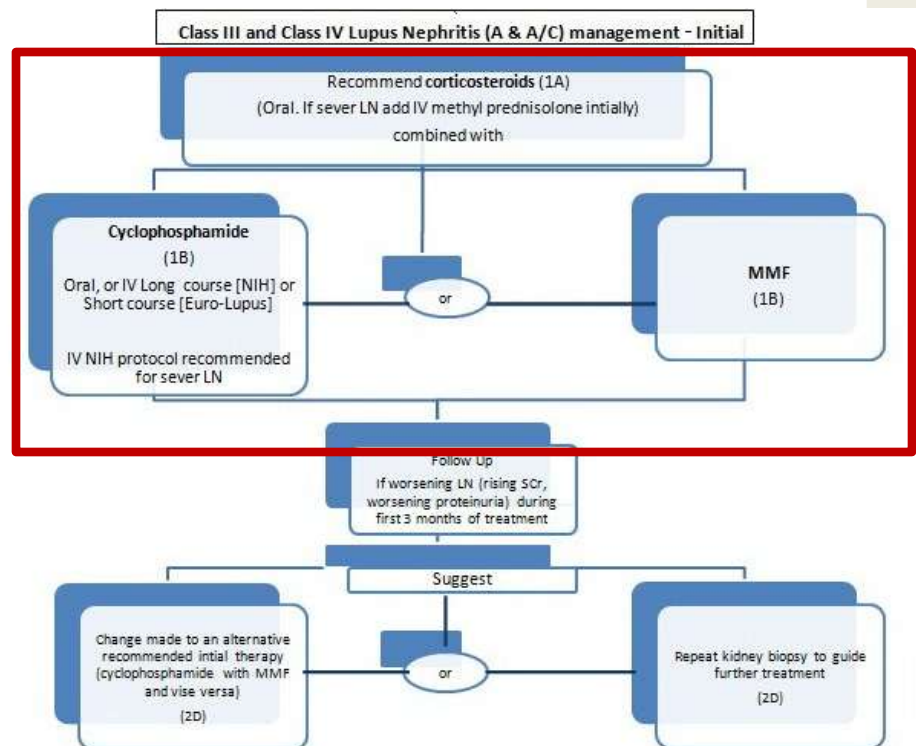 Class III and Class IV Lupus Nephritis (A & A/C) management - Initial
Recommend corticosteroids (1A)
(Oral. If sever LN add IV methyl prednisolone intially)
combined with
Cyclophosphamide
(1B)
Oral, or IV Long course [NIH] or
Short course [Euro-Lupus]
IV NIH protocol recommended
for sever LN
or
MMF
(1B)
Follow Up
If worsening LN (rising SCr,
worsening proteinuria) during
first 3 months of treatment
Suggest
Change made to an alternative
recommended intial therapy
(cyclophosphamide with MMF
and vise versa)
(2D)
or
Repeat kidney biopsy to guide
further treatment
(2D)